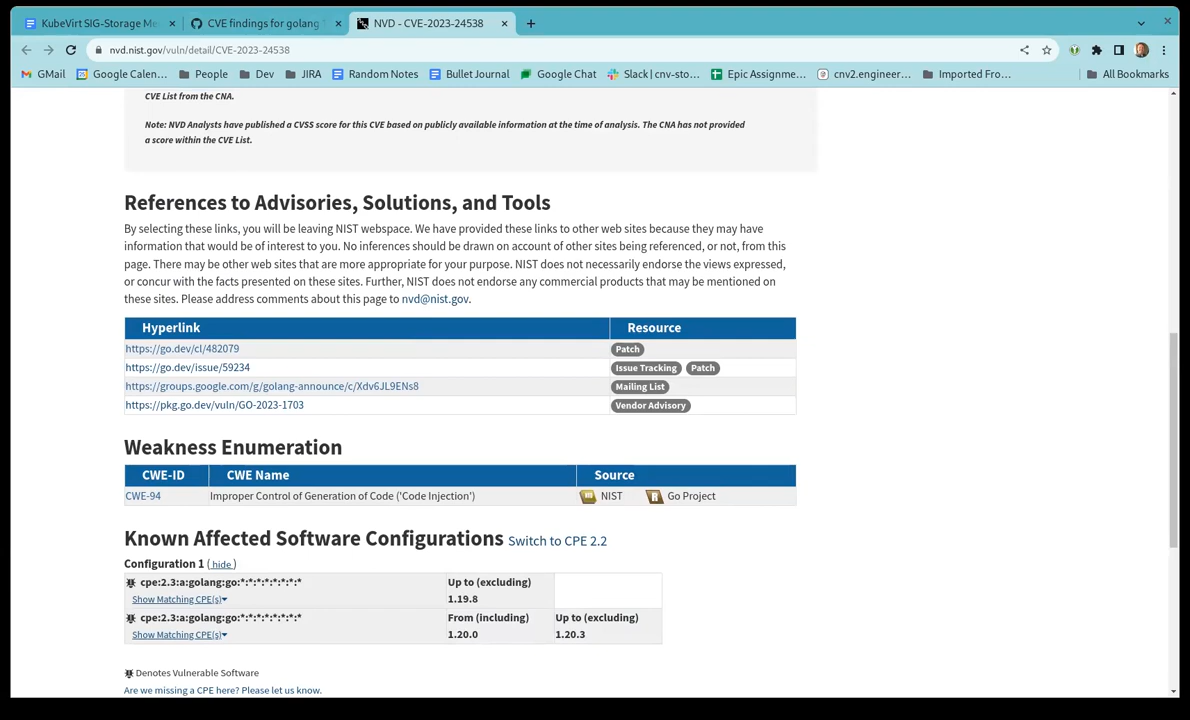 KubeVirt SIG-Storage Me
CVE findings for golang
NVD - CVE-2023-24538
nvd.nist.gov/vuln/detail/CVE-2023-24538
GMail
Google Calen...
People
Dev
JIRA
Random Notes
Bullet Journal
Google Chat
Slack | cnv-sto...
Epic Assignme...
cnv2.engineer...
Imported Fro...
All Bookmarks
CVE List from the CNA.
Note: NVD Analysts have published a CVSS score for this CVE based on publicly available information at the time of analysis. The CNA has not provided
a score within the CVE List.
References to Advisories, Solutions, and Tools
By selecting these links, you will be leaving NIST webspace. We have provided these links to other web sites because they may have
information that would be of interest to you. No inferences should be drawn on account of other sites being referenced, or not, from this
page. There may be other web sites that are more appropriate for your purpose. NIST does not necessarily endorse the views expressed,
or concur with the facts presented on these sites. Further, NIST does not endorse any commercial products that may be mentioned on
these sites. Please address comments about this page to nvd@nist.gov.
Hyperlink Resource
https://go.dev/cl/482079 Patch
https://go.dev/issue/59234 Issue Tracking Patch
https://groups.google.com/g/golang-announce/c/Xdv6JL9ENs8 Mailing List
https://pkg.go.dev/vuln/GO-2023-1703 Vendor Advisory
Weakness Enumeration
CWE-ID CWE Name Source
CWE-94 Improper Control of Generation of Code ('Code Injection') NIST Go Project
Known Affected Software Configurations Switch to CPE 2.2
Configuration 1 ( hide )
cpe:2.3:a:golang:go:*:*:*:*:*:*:*:* Up to (excluding)
Show Matching CPE(s) 1.19.8
cpe:2.3:a:golang:go:*:*:*:*:*:*:*:* From (including) Up to (excluding)
Show Matching CPE(s) 1.20.0 1.20.3
Denotes Vulnerable Software
Are we missing a CPE here? Please let us know.